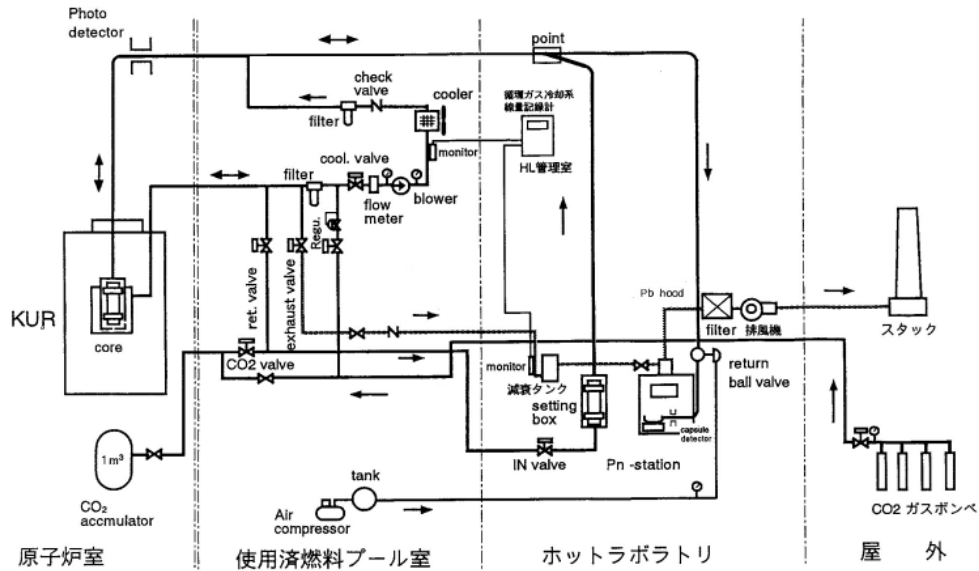 Photo
detector
point
check
valve
cooler
filter
循環ガス冷却系
線量記録計
monitor
HL管理室
cool. valve
filter
flow
meter
blower
Regu.
ret. valve
exhaust valve
KUR
core
CO2 valve
Pb hood
filter
排風機
スタック
monitor
減衰タンク
setting
box
return
ball valve
capsule
detector
1m³
IN valve
Pn -station
CO₂
accmulator
tank
Air
compressor
CO2 ガスボンベ
原子炉室
使用済燃料プール室
ホットラボラトリ
屋 外